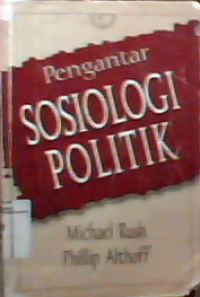 Pengantar
SOSIOLOGI
POLITIK
Michael Rush
Phillip Althoff